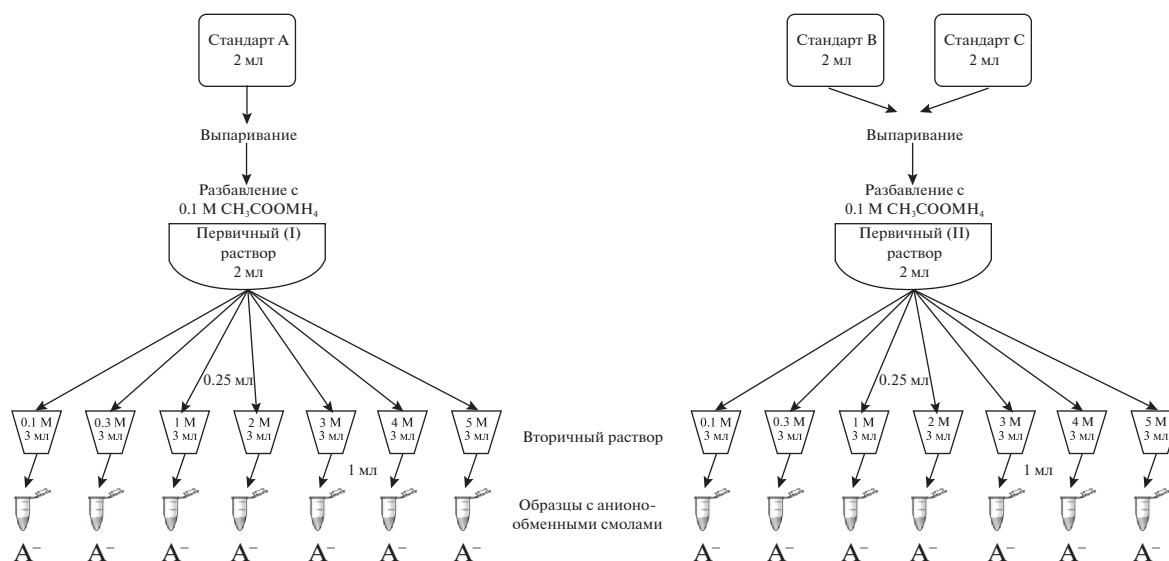 Стандарт A
2 мл
Выпаривание
Разбавление с
0.1 M CH₃COOMH₄
Первичный (I)
раствор
2 мл
0.25 мл
0.1 M
3 мл
0.3 M
3 мл
1 M
3 мл
2 M
3 мл
3 M
3 мл
4 M
3 мл
5 M
3 мл
1 мл
A⁻
A⁻
A⁻
A⁻
A⁻
A⁻
A⁻
Вторичный раствор
Образцы с анионо-
обменными смолами
Стандарт B
2 мл
Стандарт C
2 мл
Выпаривание
Разбавление с
0.1 M CH₃COOMH₄
Первичный (II)
раствор
2 мл
0.25 мл
0.1 M
3 мл
0.3 M
3 мл
1 M
3 мл
2 M
3 мл
3 M
3 мл
4 M
3 мл
5 M
3 мл
1 мл
A⁻
A⁻
A⁻
A⁻
A⁻
A⁻
A⁻